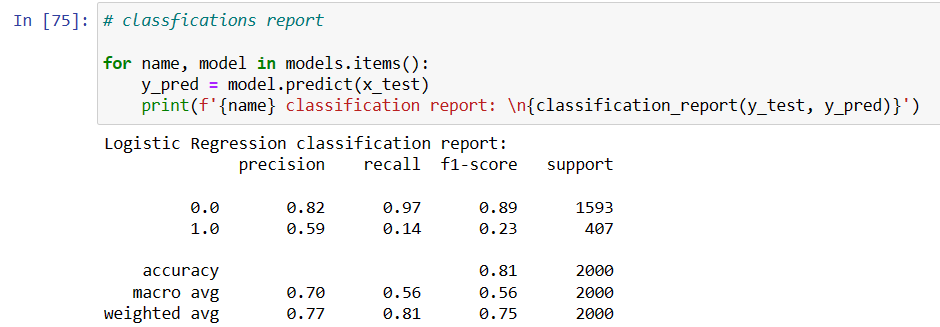 In [75]: # classfications report
for name, model in models.items():
    y_pred = model.predict(x_test)
    print(f'{name} classification report: \n{classification_report(y_test, y_pred)}')
Logistic Regression classification report:
              precision    recall  f1-score   support
         0.0       0.82      0.97      0.89      1593
         1.0       0.59      0.14      0.23       407
    accuracy                           0.81      2000
   macro avg       0.70      0.56      0.56      2000
weighted avg       0.77      0.81      0.75      2000